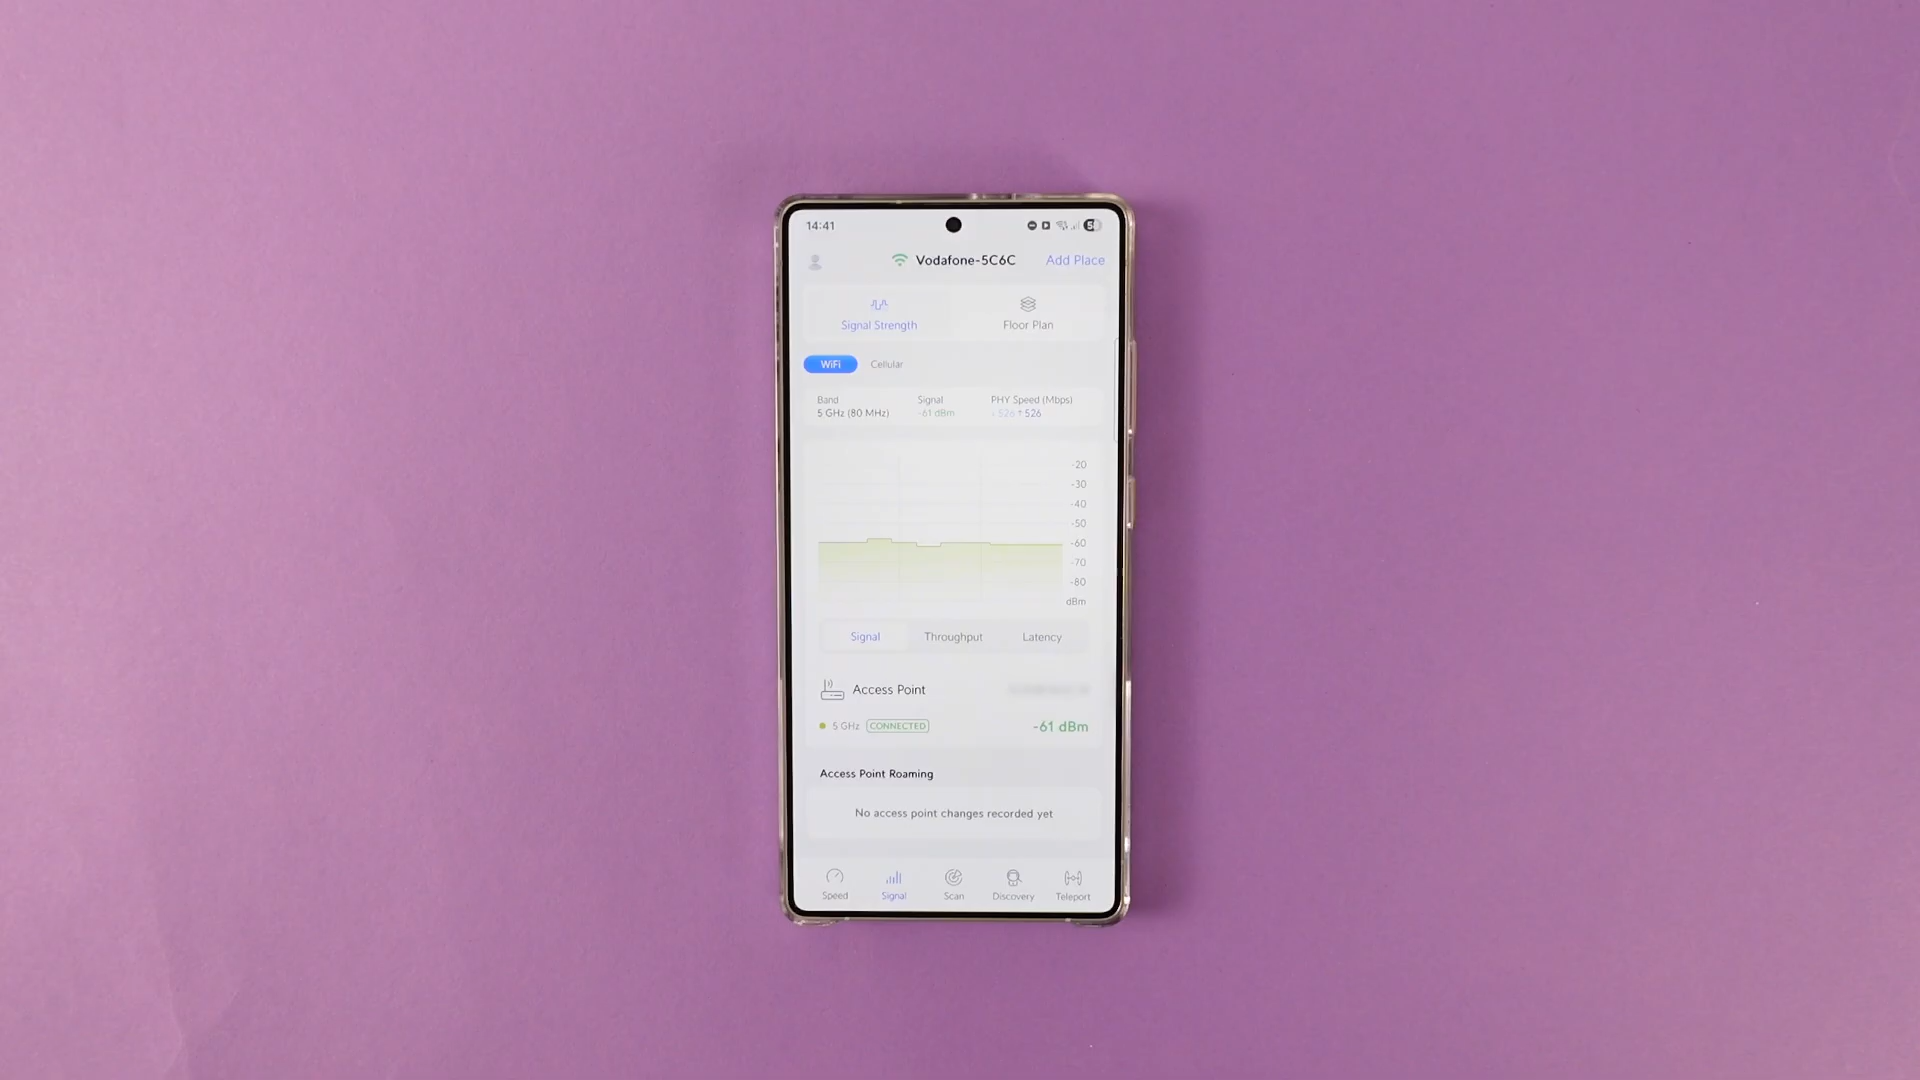 14:41
Vodafone-5C6C Add Place
Signal Strength Floor Plan
WiFi Cellular
Band Signal PHY Speed (Mbps)
5 GHz (80 MHz) -61 dBm ↓ 526 ↑ 526
-20
-30
-40
-50
-60
-70
-80
dBm
Signal Throughput Latency
Access Point
5 GHz CONNECTED -61 dBm
Access Point Roaming
No access point changes recorded yet
Speed Signal Scan Discovery Teleport